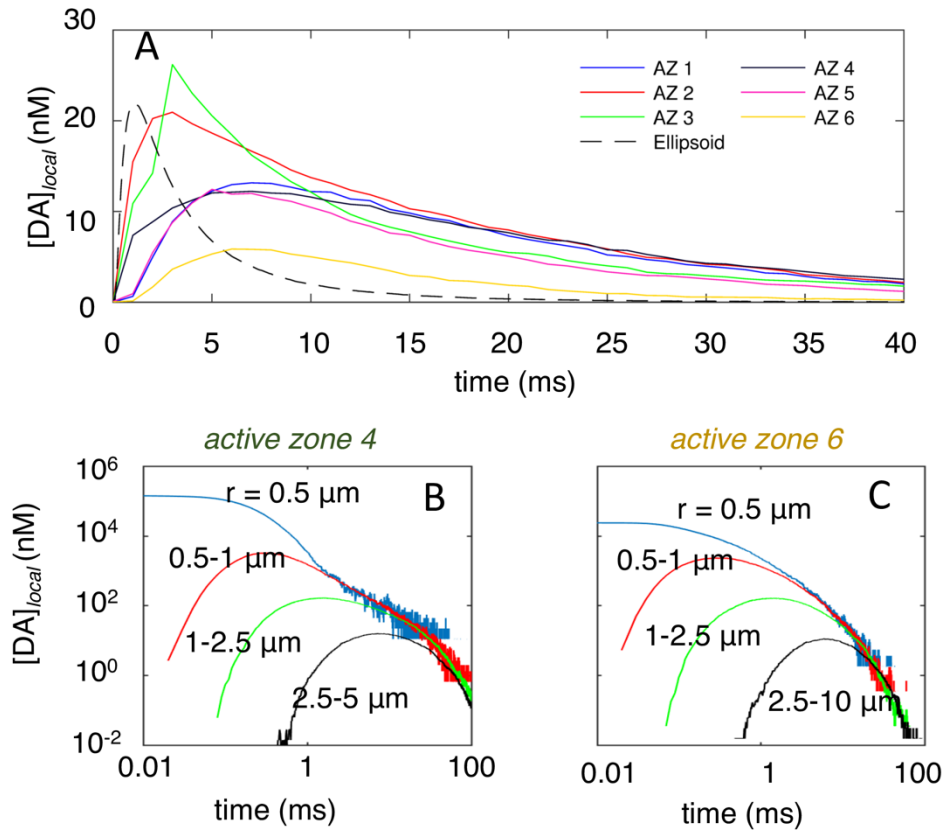 A
30
20
10
0
[DA]local (nM)
AZ 1
AZ 2
AZ 3
Ellipsoid
AZ 4
AZ 5
AZ 6
0 5 10 15 20 25 30 35 40
time (ms)
active zone 4
B
r = 0.5 µm
0.5-1 µm
1-2.5 µm
2.5-5 µm
10^6
10^4
10^2
10^0
10^-2
[DA]local (nM)
0.01 1 100
time (ms)
active zone 6
C
r = 0.5 µm
0.5-1 µm
1-2.5 µm
2.5-10 µm
0.01 1 100
time (ms)